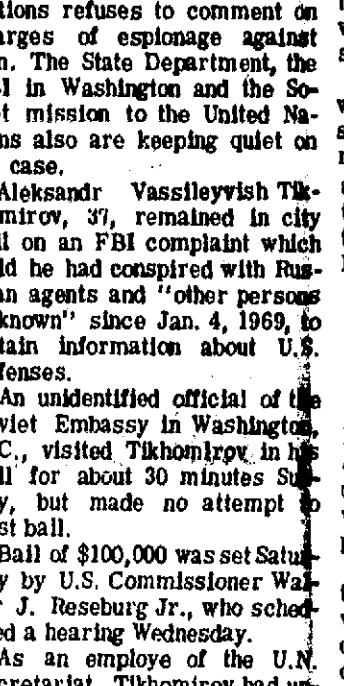 tions refuses to comment on
arges of espionage against
n. The State Department, the
I in Washington and the So-
t mission to the United Na-
ns also are keeping quiet on
case.
Aleksandr Vassileyvish Tik-
mirov, 37, remained in city
il on an FBI complaint which
id he had conspired with Rus-
an agents and "other persons
known" since Jan. 4, 1969, to
tain information about U.S.
fenses.
An unidentified official of the
viet Embassy in Washington,
C., visited Tikhomirov in his
ll for about 30 minutes Sun-
y, but made no attempt to
st bail.
Bail of $100,000 was set Satur-
y by U.S. Commissioner Wal-
r J. Reseburg Jr., who sched-
ed a hearing Wednesday.
As an employe of the U.N.
cretariat, Tikhomirov had un-